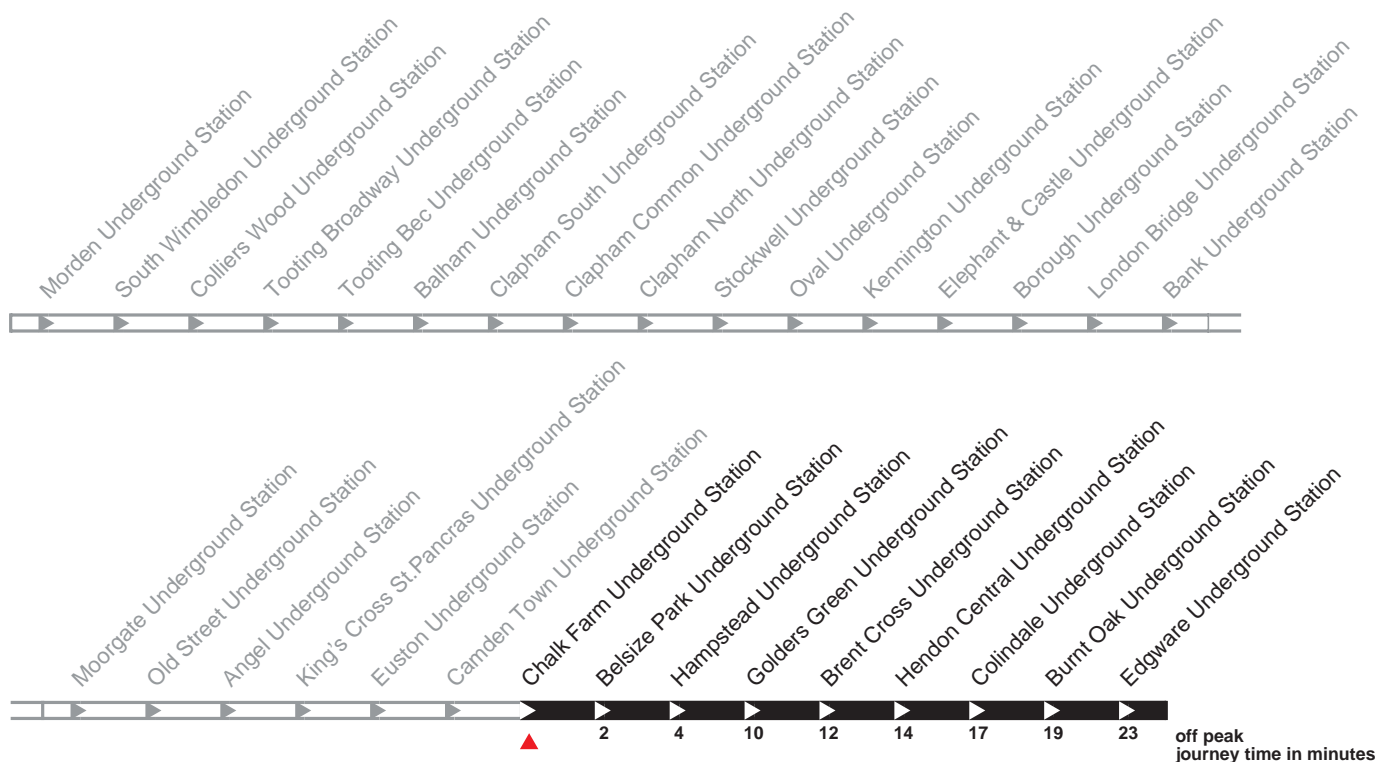 Morden Underground Station
South Wimbledon Underground Station
Colliers Wood Underground Station
Tooting Broadway Underground Station
Tooting Bec Underground Station
Balham Underground Station
Clapham South Underground Station
Clapham Common Underground Station
Clapham North Underground Station
Stockwell Underground Station
Oval Underground Station
Kennington Underground Station
Elephant & Castle Underground Station
Borough Underground Station
London Bridge Underground Station
Bank Underground Station
Moorgate Underground Station
Old Street Underground Station
Angel Underground Station
King's Cross St.Pancras Underground Station
Euston Underground Station
Camden Town Underground Station
Chalk Farm Underground Station
Belsize Park Underground Station
Hampstead Underground Station
Golders Green Underground Station
Brent Cross Underground Station
Hendon Central Underground Station
Colindale Underground Station
Burnt Oak Underground Station
Edgware Underground Station
2 4 10 12 14 17 19 23 off peak
journey time in minutes